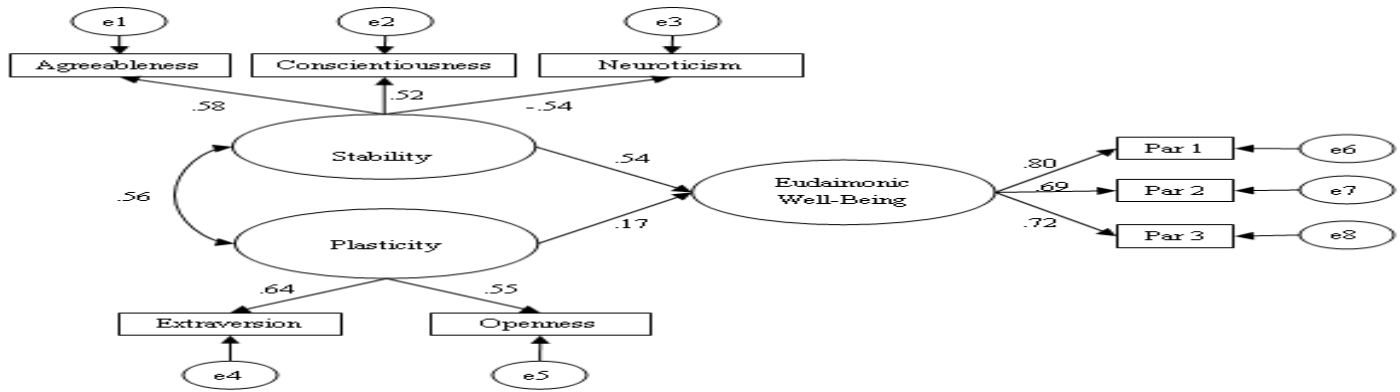 e1
e2
e3
Agreeableness
Conscientiousness
Neuroticism
.58
.52
-.54
Stability
.54
.56
Eudaimonic
Well-Being
.80
.69
.72
Par 1
e6
Par 2
e7
Par 3
e8
Plasticity
.17
.64
.55
Extraversion
Openness
e4
e5